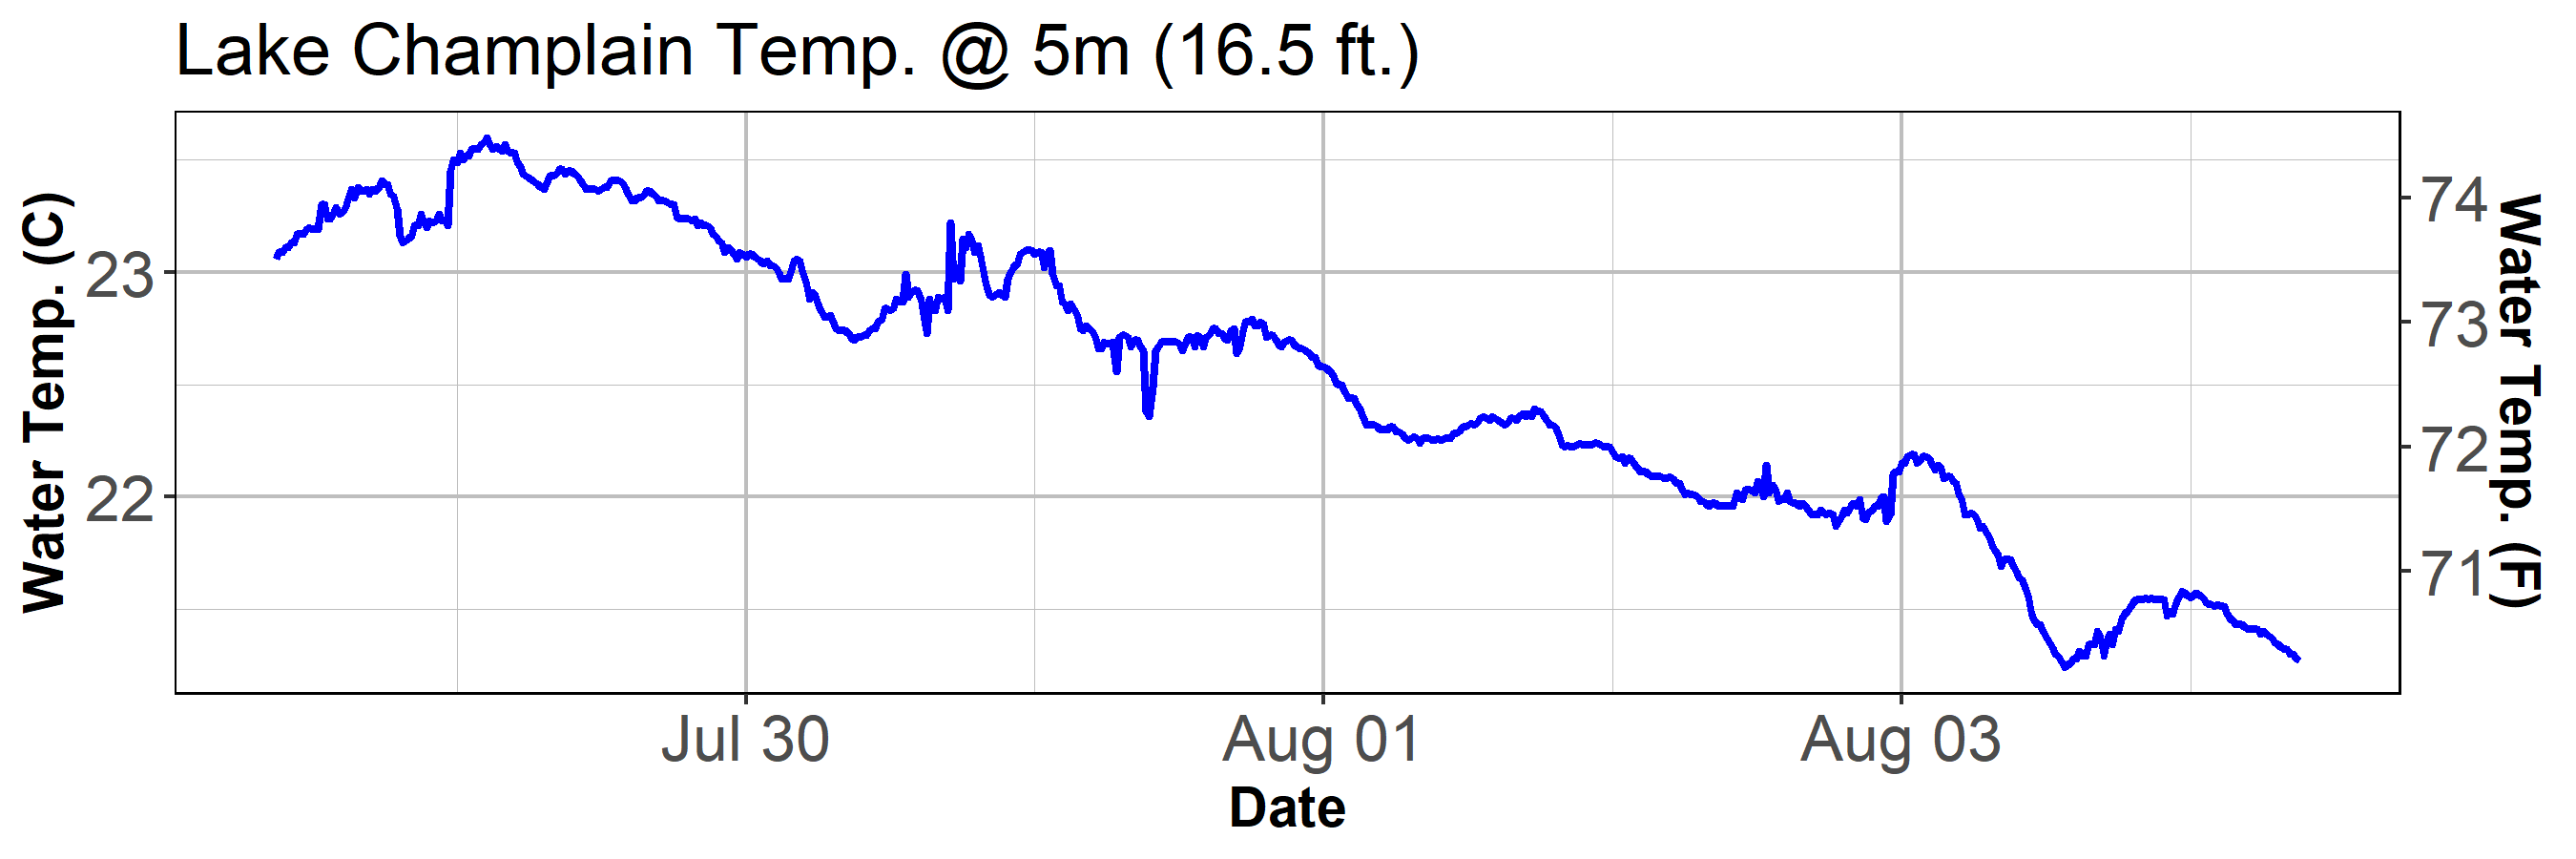 Lake Champlain Temp. @ 5m (16.5 ft.)
Water Temp. (C)
23
22
74
73
72
71
Water Temp. (F)
Jul 30
Aug 01
Aug 03
Date